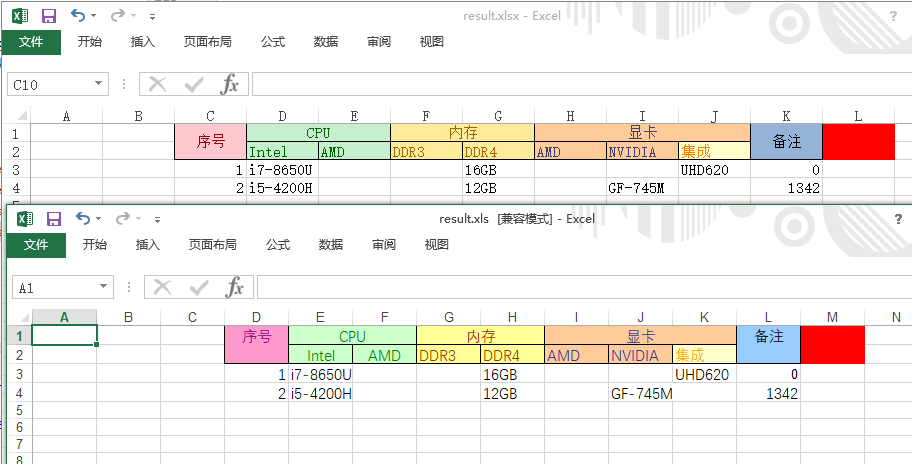 result.xlsx - Excel ?
文件 开始 插入 页面布局 公式 数据 审阅 视图
C10 fx
A B C D E F G H I J K L
1 序号 CPU 内存 显卡 备注
2 Intel AMD DDR3 DDR4 AMD NVIDIA 集成
3 1 i7-8650U 16GB UHD620 0
4 2 i5-4200H 12GB GF-745M 1342
result.xls [兼容模式] - Excel ?
文件 开始 插入 页面布局 公式 数据 审阅 视图
A1 fx
A B C D E F G H I J K L M N
1 序号 CPU 内存 显卡 备注
2 Intel AMD DDR3 DDR4 AMD NVIDIA 集成
3 1 i7-8650U 16GB UHD620 0
4 2 i5-4200H 12GB GF-745M 1342
5
6
7
8